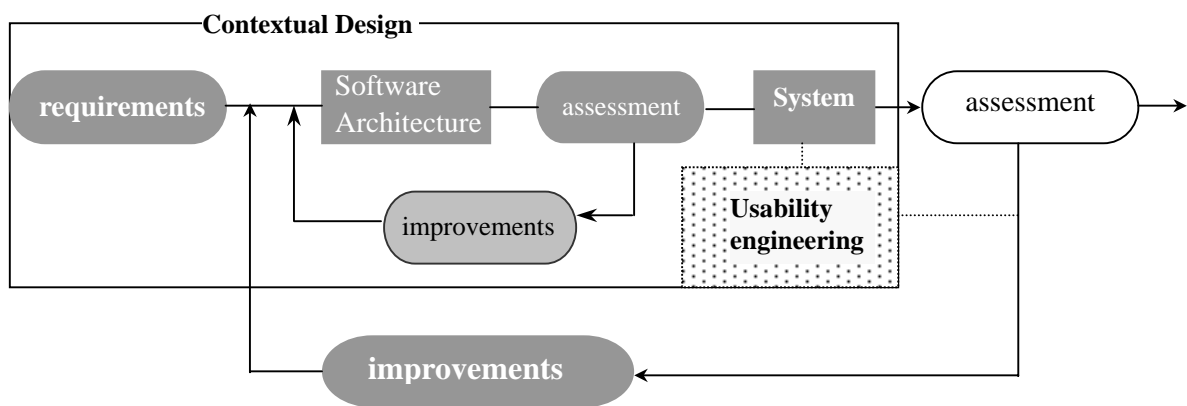 Contextual Design
requirements
Software
Architecture
assessment
System
assessment
improvements
Usability
engineering
improvements